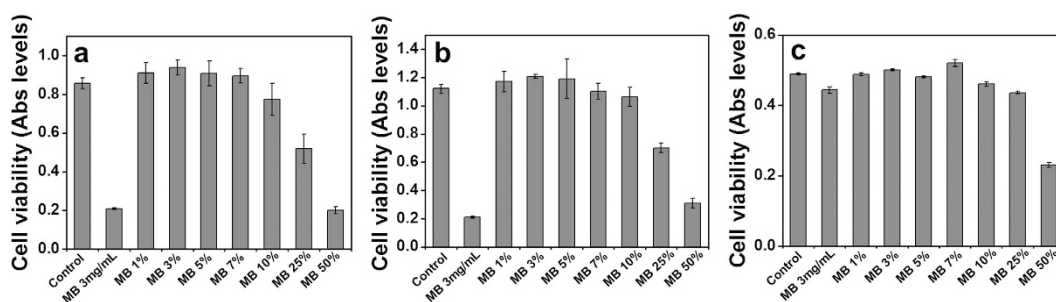 a
Cell viability (Abs levels)
1.0
0.8
0.6
0.4
0.2
0.0
Control
MB 3mg/mL
MB 1%
MB 3%
MB 5%
MB 7%
MB 10%
MB 25%
MB 50%
b
Cell viability (Abs levels)
1.4
1.2
1.0
0.8
0.6
0.4
0.2
0.0
Control
MB 3mg/mL
MB 1%
MB 3%
MB 5%
MB 7%
MB 10%
MB 25%
MB 50%
c
Cell viability (Abs levels)
0.6
0.4
0.2
0.0
Control
MB 3mg/mL
MB 1%
MB 3%
MB 5%
MB 7%
MB 10%
MB 25%
MB 50%